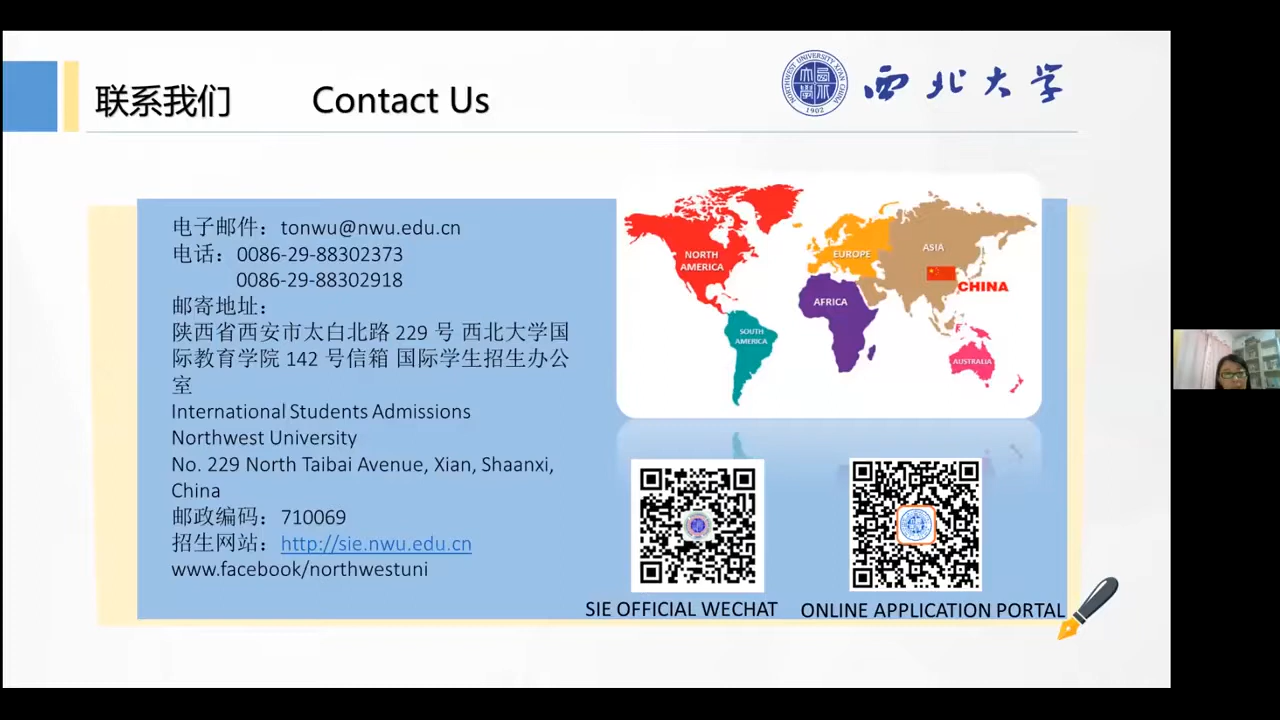 联系我们 Contact Us
NORTHWEST UNIVERSITY XIAN CHINA
1902
西北大学
电子邮件：tonwu@nwu.edu.cn
电话：0086-29-88302373
0086-29-88302918
邮寄地址：
陕西省西安市太白北路 229 号 西北大学国
际教育学院 142 号信箱 国际学生招生办公
室
International Students Admissions
Northwest University
No. 229 North Taibai Avenue, Xian, Shaanxi,
China
邮政编码：710069
招生网站：http://sie.nwu.edu.cn
www.facebook/northwestuni
NORTH
AMERICA
SOUTH
AMERICA
EUROPE
AFRICA
ASIA
CHINA
AUSTRALIA
SIE OFFICIAL WECHAT
ONLINE APPLICATION PORTAL